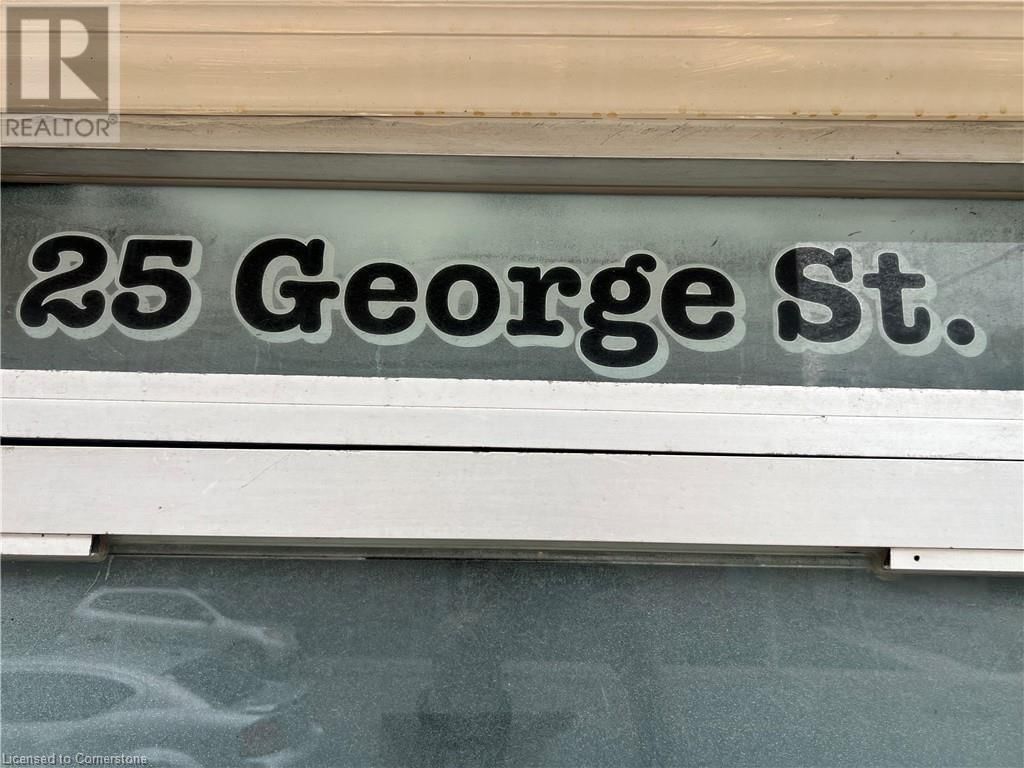 REALTOR®
25 George St.
Licensed to Cornerstone